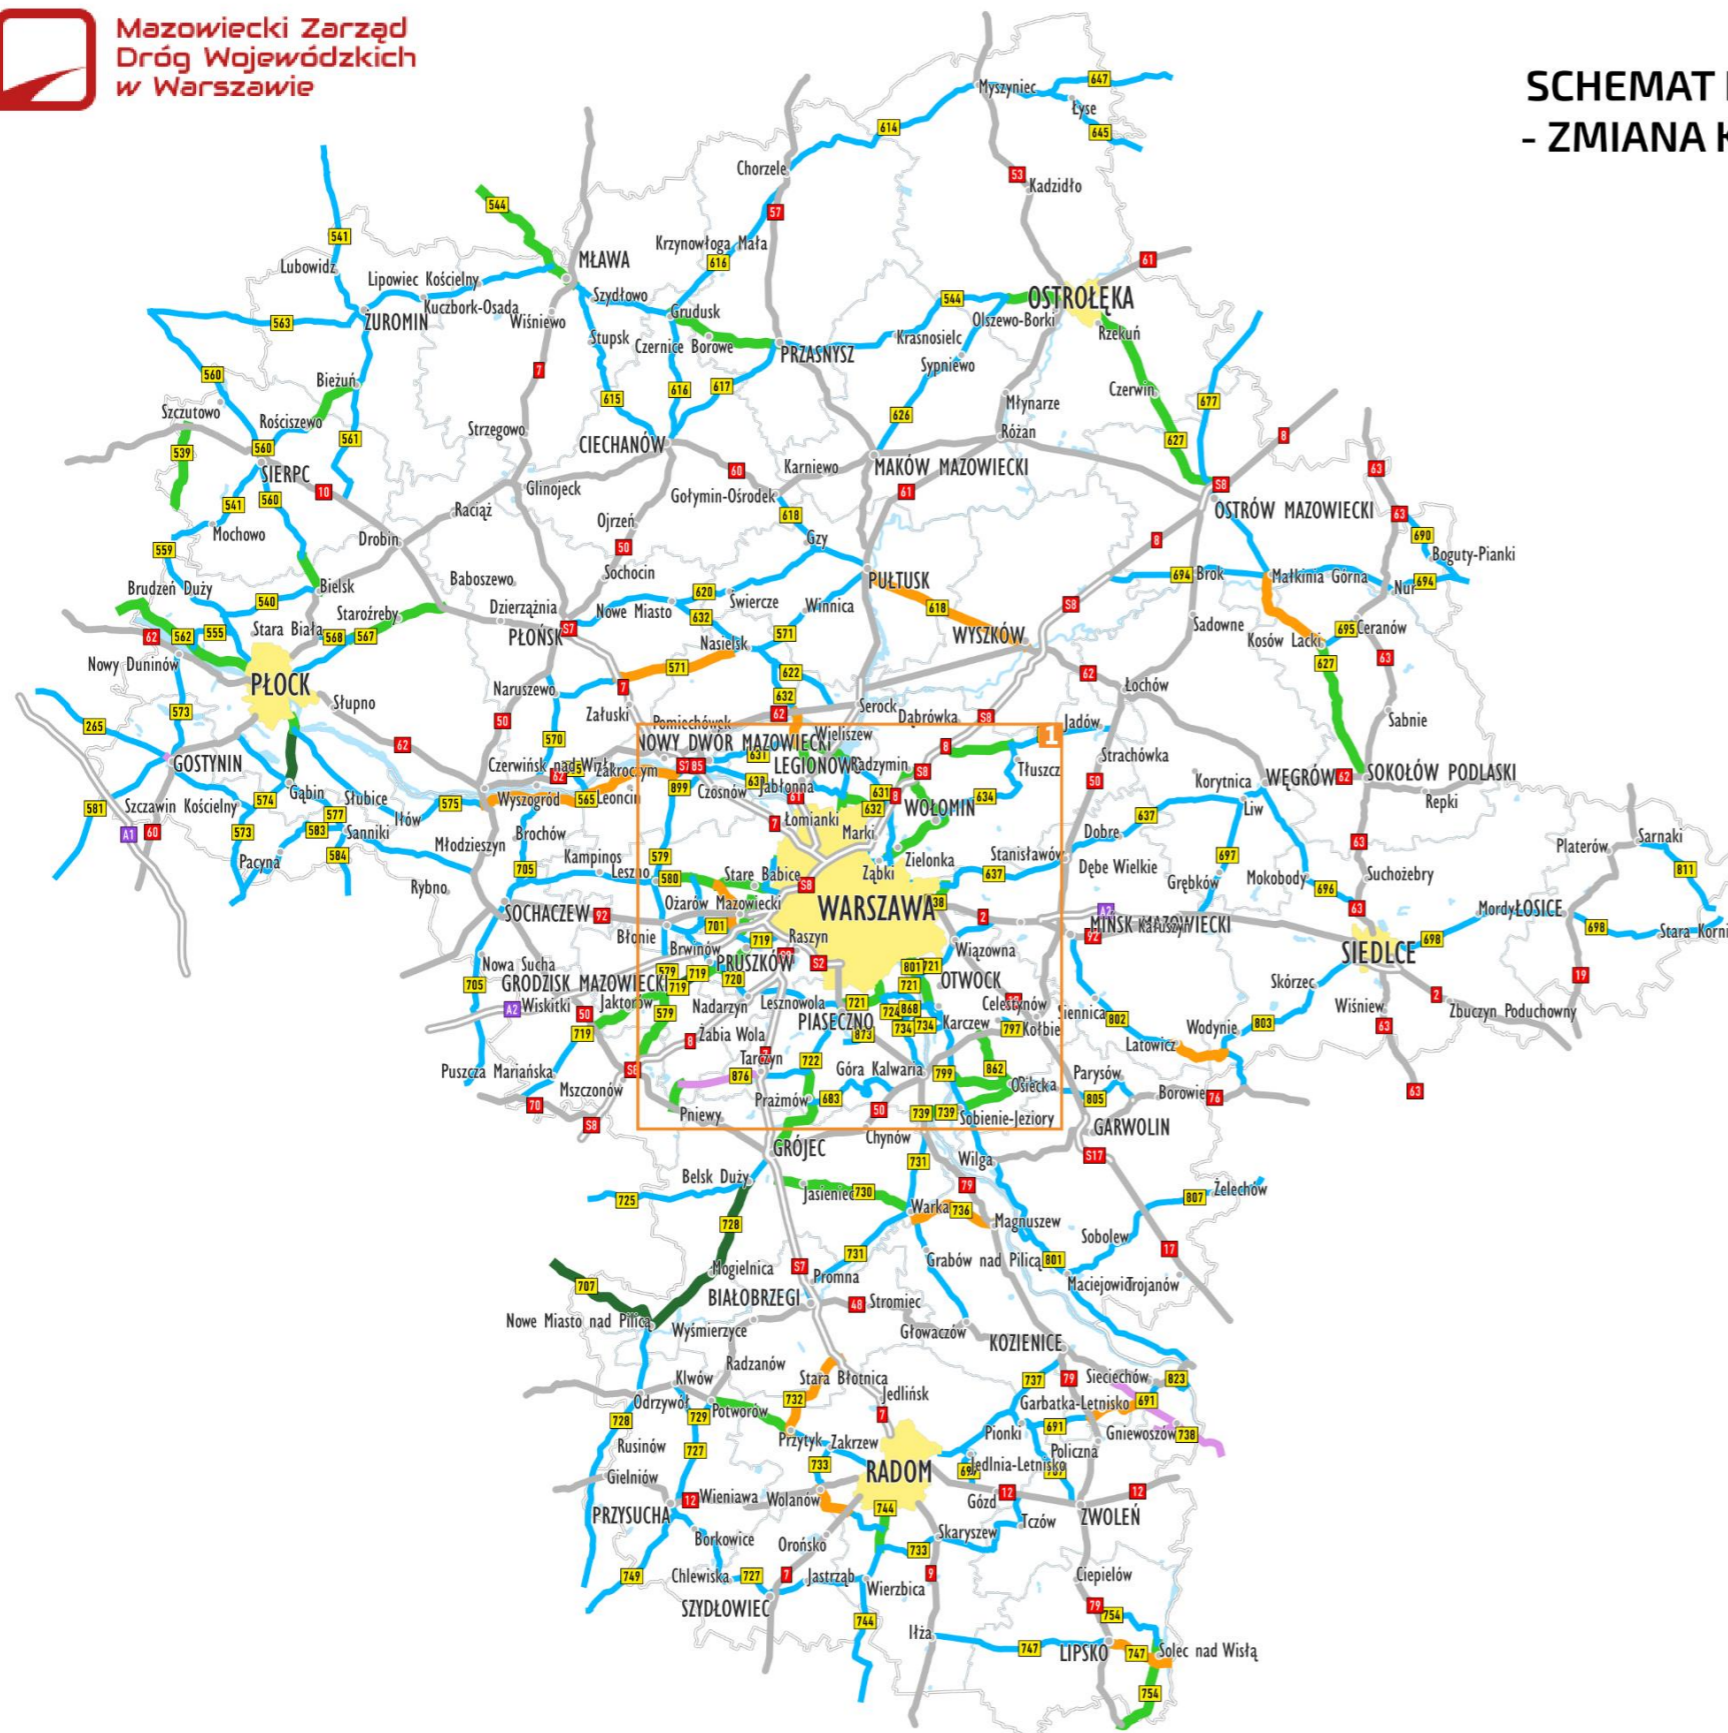 Mazowiecki Zarząd
Dróg Wojewódzkich
w Warszawie
SCHEMAT
- ZMIANA
Myszyniec
647
Łyse
645
614
Chorzele
53
Kadzidło
544
57
541
Krzynowłoga Mała
616
61
Lubowidz
Lipowiec Kościelny
MŁAWA
Szydłowo
Kuczbork-Osada
Wiśniewo
Grudusk
544
OSTROŁĘKA
Olszewo-Borki
563
ŻUROMIN
Stupsk
Czernice Borowe
PRZASNYSZ
Krasnosielc
Rzekuń
Sypniewo
560
Bieżuń
7
616
617
Czerwin
615
Młynarze
677
Szczutowo
Rościszewo
626
561
Strzegowo
CIECHANÓW
Różan
627
8
539
560
SIERPC
60
Karniewo
MAKÓW MAZOWIECKI
63
10
Glinojeck
Gołymin-Ośrodek
61
S8
541
560
Raciąż
OSTRÓW MAZOWIECKI
63
Ojrzeń
618
Mochowo
Drobin
690
559
50
Gzy
8
Boguty-Pianki
Brudzeń Duży
Bielsk
Baboszewo
Sochocin
PUŁTUSK
694
Brok
Małkinia Górna
Nur
694
540
Staroźreby
Dzierzążnia
Nowe Miasto
620
Świercze
Winnica
618
S8
62
562
555
Stara Biała
568
567
PŁOŃSK
S7
632
571
WYSZKÓW
Sadowne
Kosów Lacki
695
Ceranów
Nasielsk
Nowy Duninów
571
622
627
63
PŁOCK
Naruszewo
7
632
62
Łochów
Słupno
Załuski
62
Serock
Dąbrówka
S8
Jadów
Sabnie
265
573
62
50
Pomiechówek
1
570
NOWY DWÓR MAZOWIECKI
Wieliszew
Strachówka
GOSTYNIN
Czerwińsk nad Wisłą
62
Zakroczym
S7
85
631
LEGIONOWO
Radzymin
8
S8
Tłuszcz
Korytnica
WĘGRÓW
62
SOKOŁÓW PODLASKI
Gąbin
899
Czosnów
Jabłonna
50
Repki
581
Szczawin Kościelny
574
Słubice
575
Wyszogród
565
Leoncin
61
631
8
WOŁOMIN
634
Liw
A1
60
573
577
583
Iłów
632
637
Sanniki
Brochów
7
Łomianki
Marki
Dobre
Sarnaki
Pacyna
584
Młodzieszyn
579
Zielonka
Stanisławów
63
Platerów
Kampinos
Leszno
Ząbki
Dębe Wielkie
697
Suchożebry
705
580
Stare Babice
S8
637
Grębków
Mokobody
811
Rybno
696
SOCHACZEW
92
Ożarów Mazowiecki
WARSZAWA
2
A2
63
Mordy
ŁOSICE
701
MIŃSK MAZOWIECKI
698
Błonie
719
Raszyn
92
SIEDLCE
698
Brwinów
PRUSZKÓW
S2
Wiązowna
Nowa Sucha
579
719
801
721
705
GRODZISK MAZOWIECKI
719
720
OTWOCK
Skórzec
19
A2
Wiskitki
Jaktorów
Nadarzyn
Lesznowola
721
721
Celestynów
Siennica
Wiśniew
2
Zbuczyn Poduchowny
50
579
PIASECZNO
724
868
Karczew
797
Kołbiel
802
Wodynie
803
63
719
8
Żabia Wola
873
734
734
Latowicz
Tarczyn
722
Puszcza Mariańska
S8
876
Góra Kalwaria
799
862
Osieck
Parysów
Mszczonów
805
Borowie
76
63
70
Prażmów
683
50
739
739
Sobienie-Jeziory
Pniewy
GARWOLIN
S8
Chynów
GRÓJEC
731
Wilga
S17
Belsk Duży
79
725
Jasieniec
730
807
Żelechów
728
Warka
736
Magnuszew
Sobolew
731
Grabów nad Pilicą
801
17
707
Mogielnica
S7
Promna
Trojanów
BIAŁOBRZEGI
48
Stromiec
Nowe Miasto nad Pilicą
Wyśmierzyce
Głowaczów
KOZIENICE
Radzanów
Klwów
Stara Błotnica
737
79
Sieciechów
823
Jedlińsk
Odrzywół
732
Garbatka-Letnisko
691
728
729
Potworów
7
Pionki
691
Gniewoszów
738
Rusinów
727
Przytyk
Zakrzew
Policzna
733
RADOM
Jedlnia-Letnisko
Gielniów
12
Wieniawa
Wolanów
12
12
PRZYSUCHA
744
Gózd
ZWOLEŃ
Tczów
Borkowice
Orońsko
Skaryszew
733
749
Chlewiska
727
7
Jastrząb
9
Ciepielów
Wierzbica
SZYDŁOWIEC
79
754
744
Iłża
747
LIPSKO
747
Solec nad Wisłą
754